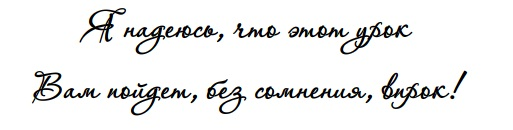 Я надеюсь, что этот урок
Вам пойдет, без сомнения, впрок!